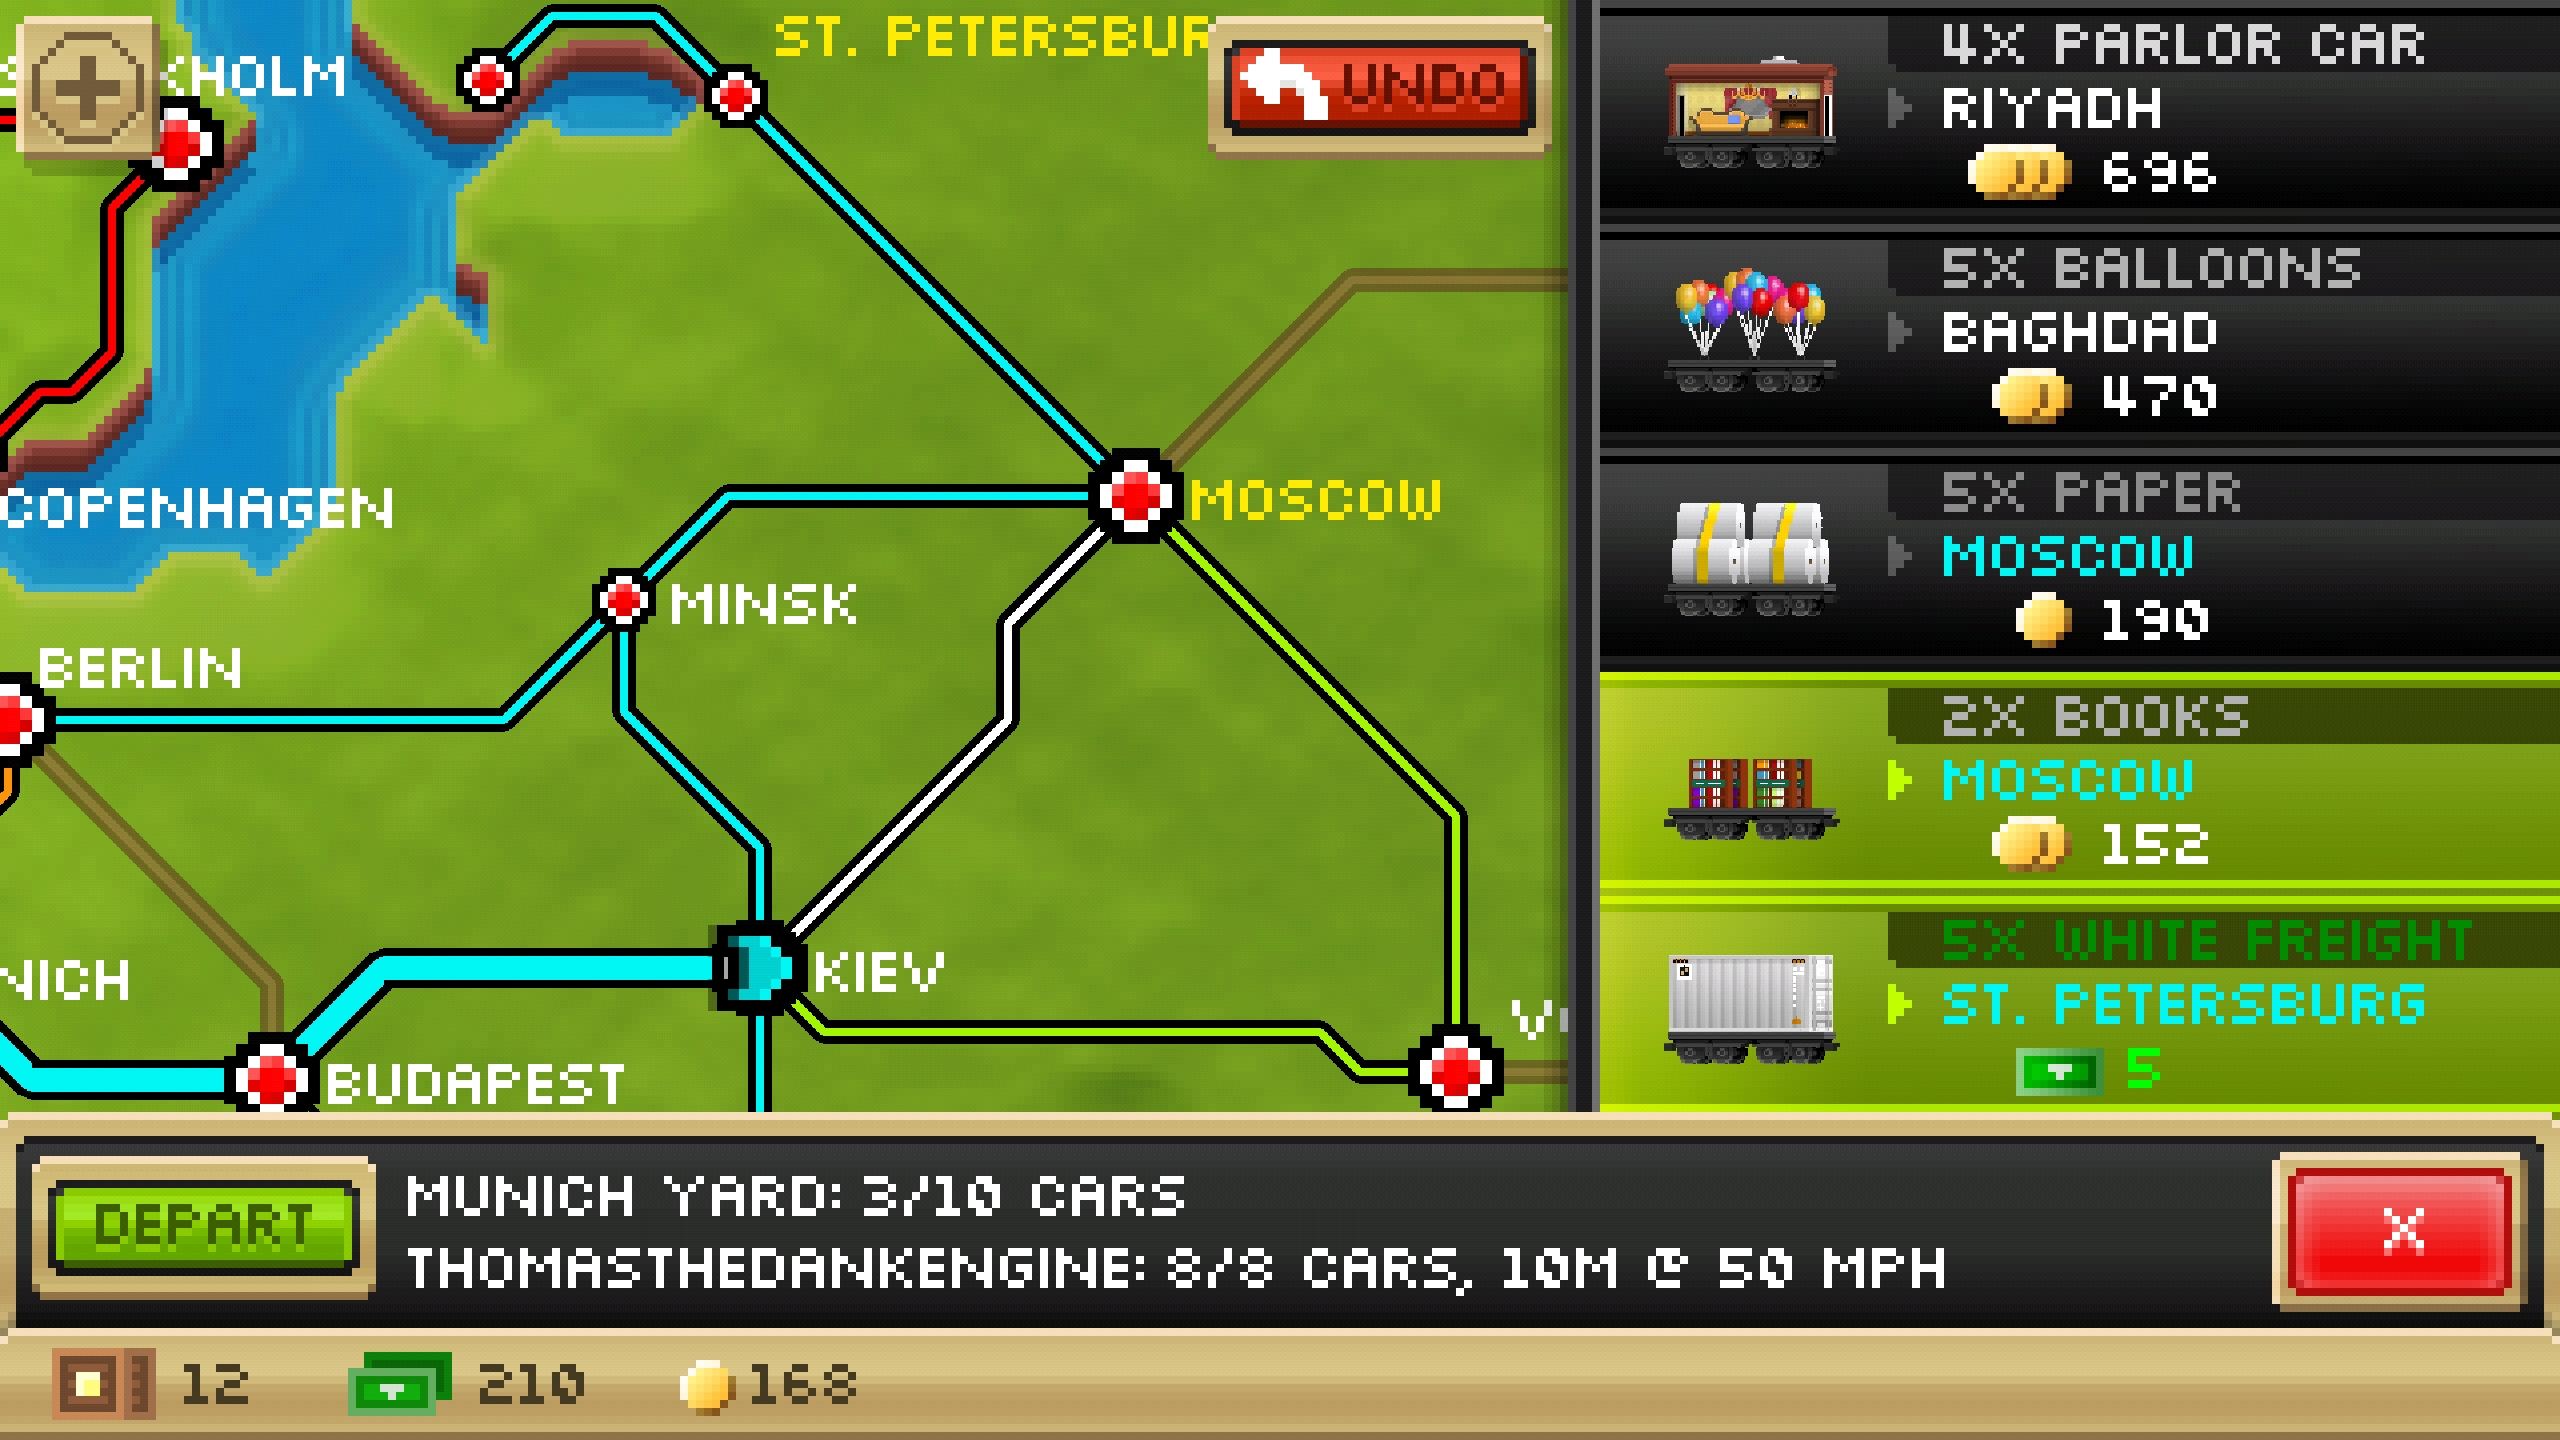 ST. PETERSBUR
UNDO
KHOLM
COPENHAGEN
MOSCOW
MINSK
BERLIN
KIEV
NICH
BUDAPEST
V
4X PARLOR CAR
RIYADH
696
5X BALLOONS
BAGHDAD
470
5X PAPER
MOSCOW
190
2X BOOKS
MOSCOW
152
5X WHITE FREIGHT
ST. PETERSBURG
5
DEPART
MUNICH YARD: 3/10 CARS
THOMASTHEDANKENGINE: 8/8 CARS, 10M @ 50 MPH
X
12
210
168